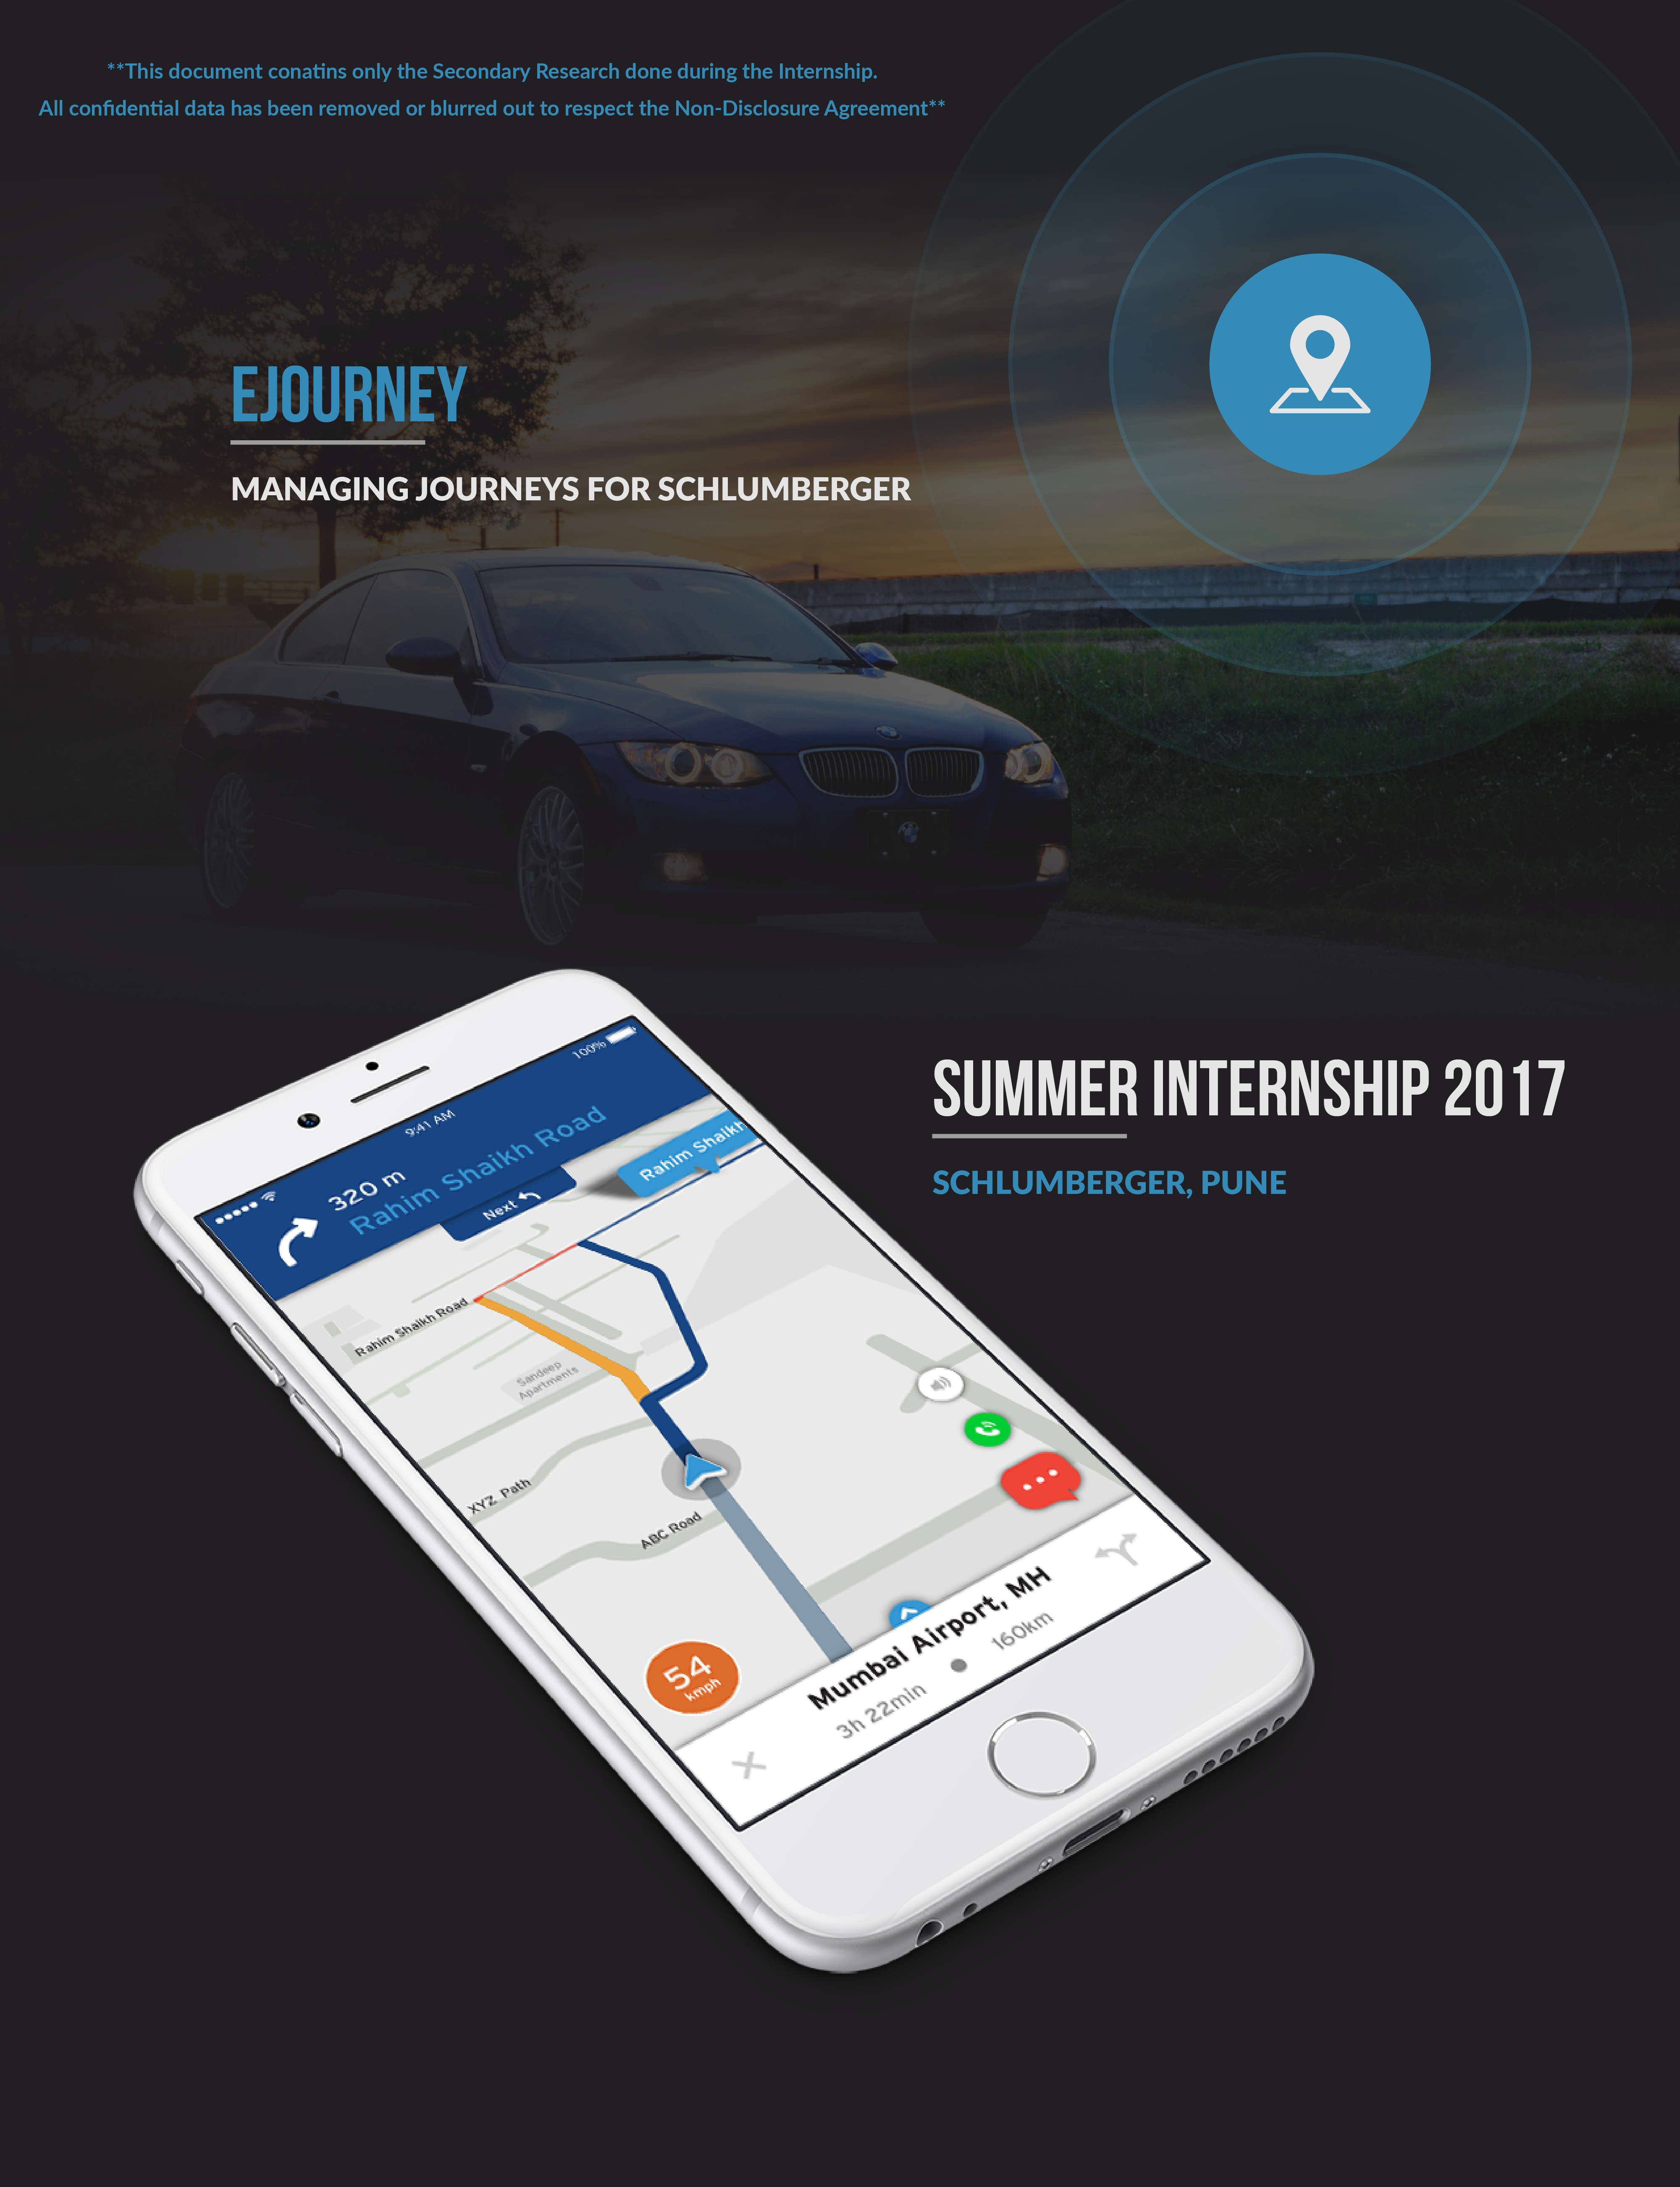 **This document conatins only the Secondary Research done during the Internship.
All confidential data has been removed or blurred out to respect the Non-Disclosure Agreement**
EJOURNEY
MANAGING JOURNEYS FOR SCHLUMBERGER
SUMMER INTERNSHIP 2017
SCHLUMBERGER, PUNE
9:41 AM
100%
320 m
Rahim Shaikh Road
Next
Rahim Shaikh
Rahim Shaikh Road
Sandeep
Apartments
XYZ Path
ABC Road
54
kmph
Mumbai Airport, MH
3h 22min
160km